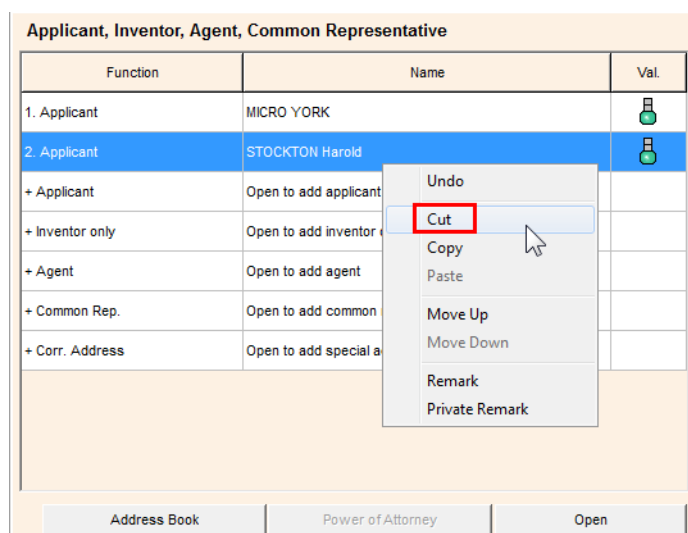 Applicant, Inventor, Agent, Common Representative
Function Name Val.
1. Applicant MICRO YORK
2. Applicant STOCKTON Harold
+ Applicant Open to add applicant
+ Inventor only Open to add inventor
+ Agent Open to add agent
+ Common Rep. Open to add common
+ Corr. Address Open to add special
Undo
Cut
Copy
Paste
Move Up
Move Down
Remark
Private Remark
Address Book Power of Attorney Open